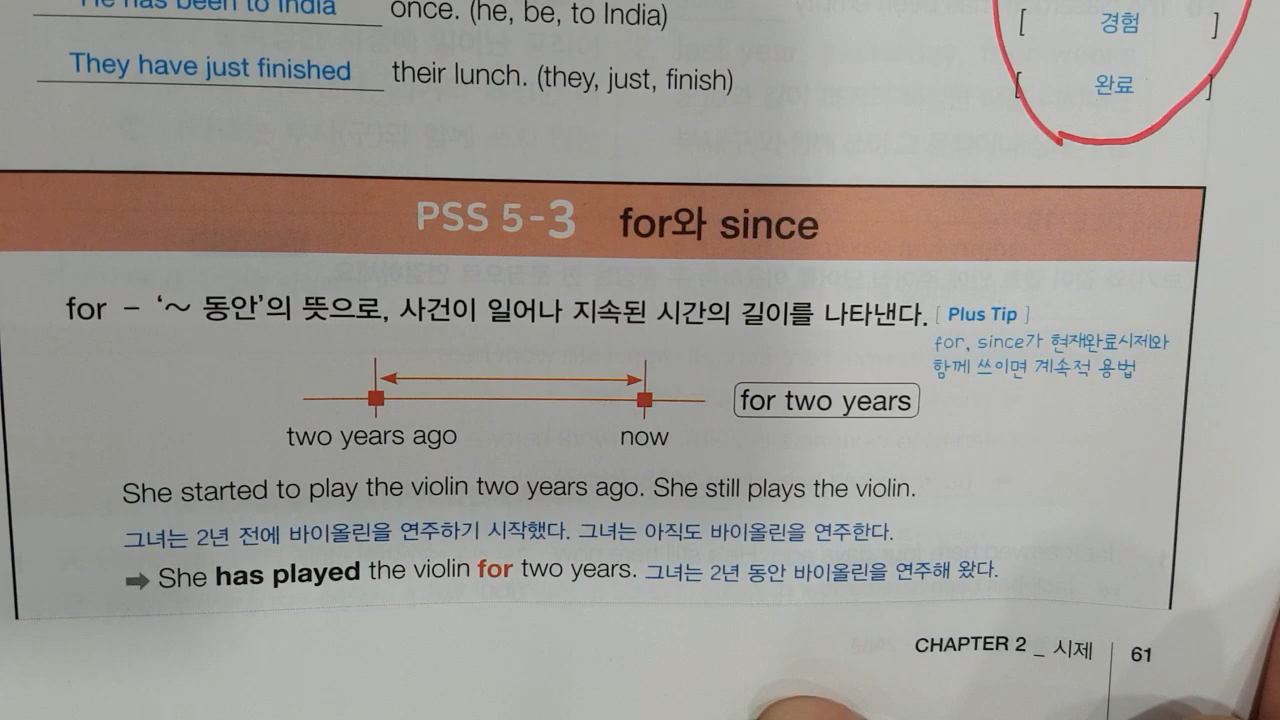 He has been to India once. (he, be, to India) [ 경험 ]
They have just finished their lunch. (they, just, finish) [ 완료 ]
PSS 5-3 for와 since
for – ‘~ 동안’의 뜻으로, 사건이 일어나 지속된 시간의 길이를 나타낸다. [ Plus Tip ]
for, since가 현재완료시제와
함께 쓰이면 계속적 용법
for two years
two years ago now
She started to play the violin two years ago. She still plays the violin.
그녀는 2년 전에 바이올린을 연주하기 시작했다. 그녀는 아직도 바이올린을 연주한다.
➡ She has played the violin for two years. 그녀는 2년 동안 바이올린을 연주해 왔다.
CHAPTER 2 _ 시제 61